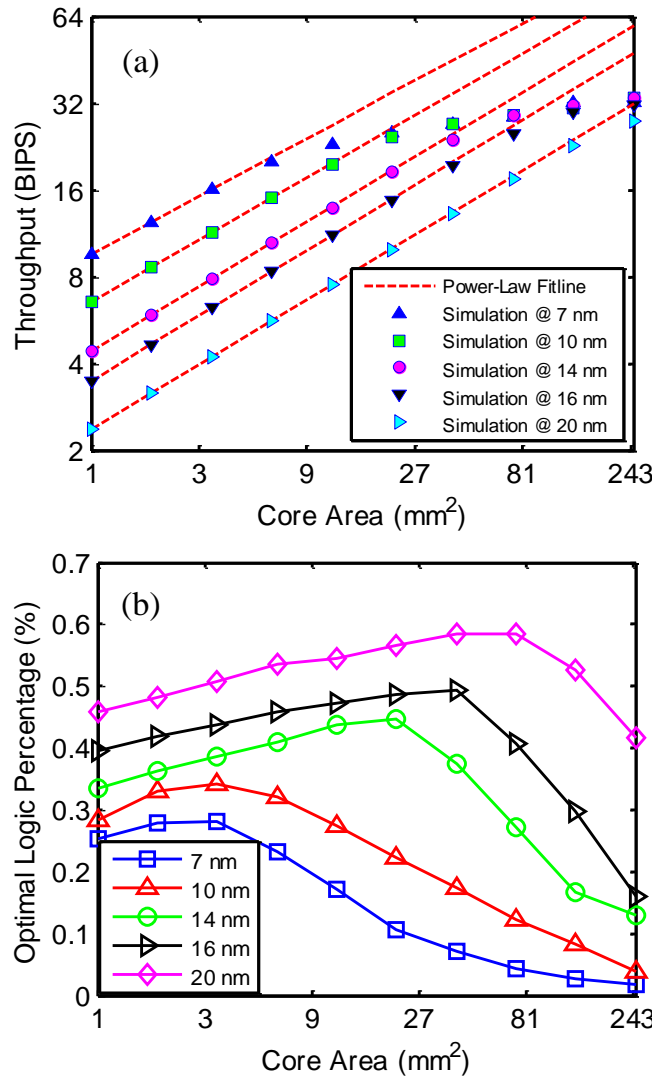 (a)
Throughput (BIPS)
64
32
16
8
4
2
1
3
9
27
81
243
Core Area (mm²)
Power-Law Fitline
Simulation @ 7 nm
Simulation @ 10 nm
Simulation @ 14 nm
Simulation @ 16 nm
Simulation @ 20 nm
(b)
Optimal Logic Percentage (%)
0.7
0.6
0.5
0.4
0.3
0.2
0.1
0
1
3
9
27
81
243
Core Area (mm²)
7 nm
10 nm
14 nm
16 nm
20 nm